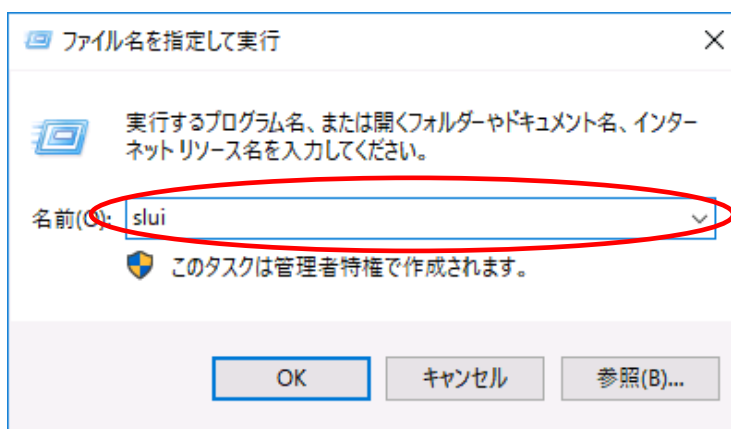 ファイル名を指定して実行
実行するプログラム名、または開くフォルダーやドキュメント名、インター
ネット リソース名を入力してください。
名前(O): slui
このタスクは管理者特権で作成されます。
OK キャンセル 参照(B)...